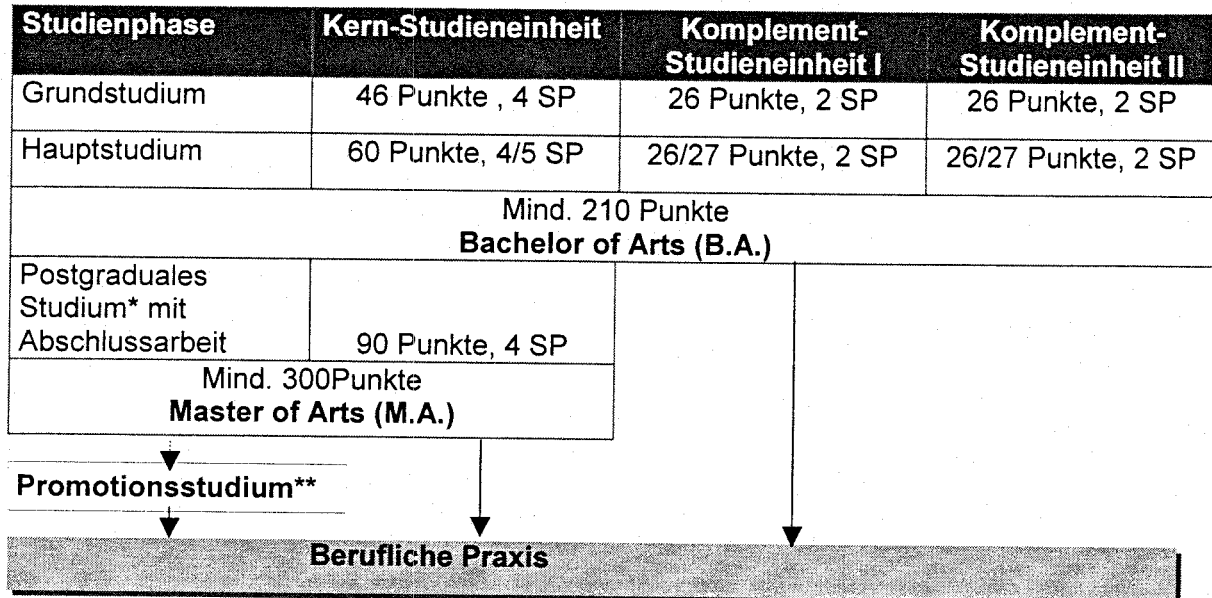 Studienphase Kern-Studieneinheit Komplement- Komplement-
Studieneinheit I Studieneinheit II
Grundstudium 46 Punkte , 4 SP 26 Punkte, 2 SP 26 Punkte, 2 SP
Hauptstudium 60 Punkte, 4/5 SP 26/27 Punkte, 2 SP 26/27 Punkte, 2 SP
Mind. 210 Punkte
Bachelor of Arts (B.A.)
Postgraduales
Studium* mit
Abschlussarbeit 90 Punkte, 4 SP
Mind. 300Punkte
Master of Arts (M.A.)
Promotionsstudium**
Berufliche Praxis